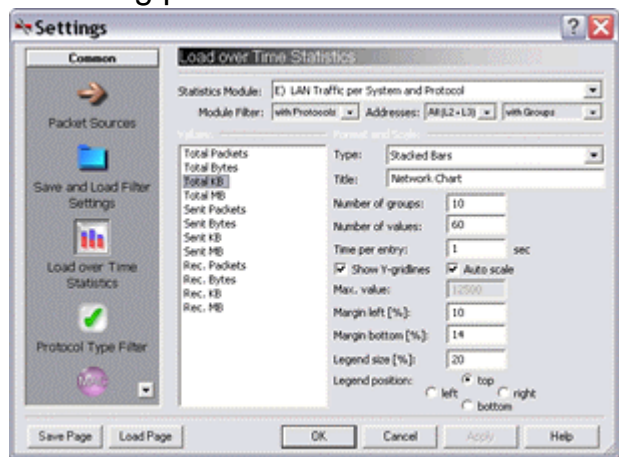 Settings
Common
Packet Sources
Save and Load Filter
Settings
Load over Time
Statistics
Protocol Type Filter
Load over Time Statistics
Statistics Module: E) LAN Traffic per System and Protocol
Module Filter: with Protocols Addresses: All(L2+L3) with Groups
Values:
Total Packets
Total Bytes
Total KB
Total MB
Sent Packets
Sent Bytes
Sent KB
Sent MB
Rec. Packets
Rec. Bytes
Rec. KB
Rec. MB
Format and Scale:
Type: Stacked Bars
Title: Network Chart
Number of groups: 10
Number of values: 60
Time per entry: 1 sec
Show Y-gridlines Auto scale
Max. value: 12500
Margin left [%]: 10
Margin bottom [%]: 14
Legend size [%]: 20
Legend position: top
left right
bottom
Save Page Load Page OK Cancel Apply Help